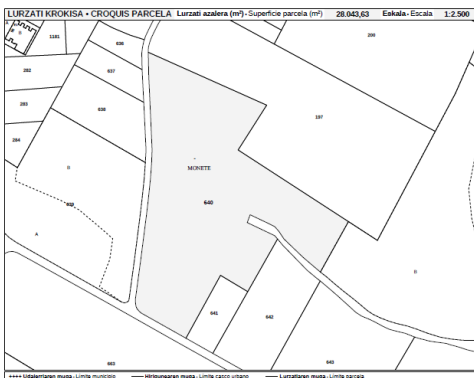 LURZATI KROKISA • CROQUIS PARCELA Lurzati azalera (m²) - Superficie parcela (m²) 28.043,63 Eskala - Escala 1:2.500
1181
200
636
282
637
283
638
197
284
B
MONETE
640
639
A
B
641
642
643
663
++++ Udalerriaren muga - Límite municipio Hirigunearen muga - Límite casco urbano Lurzatiaren muga - Límite parcela